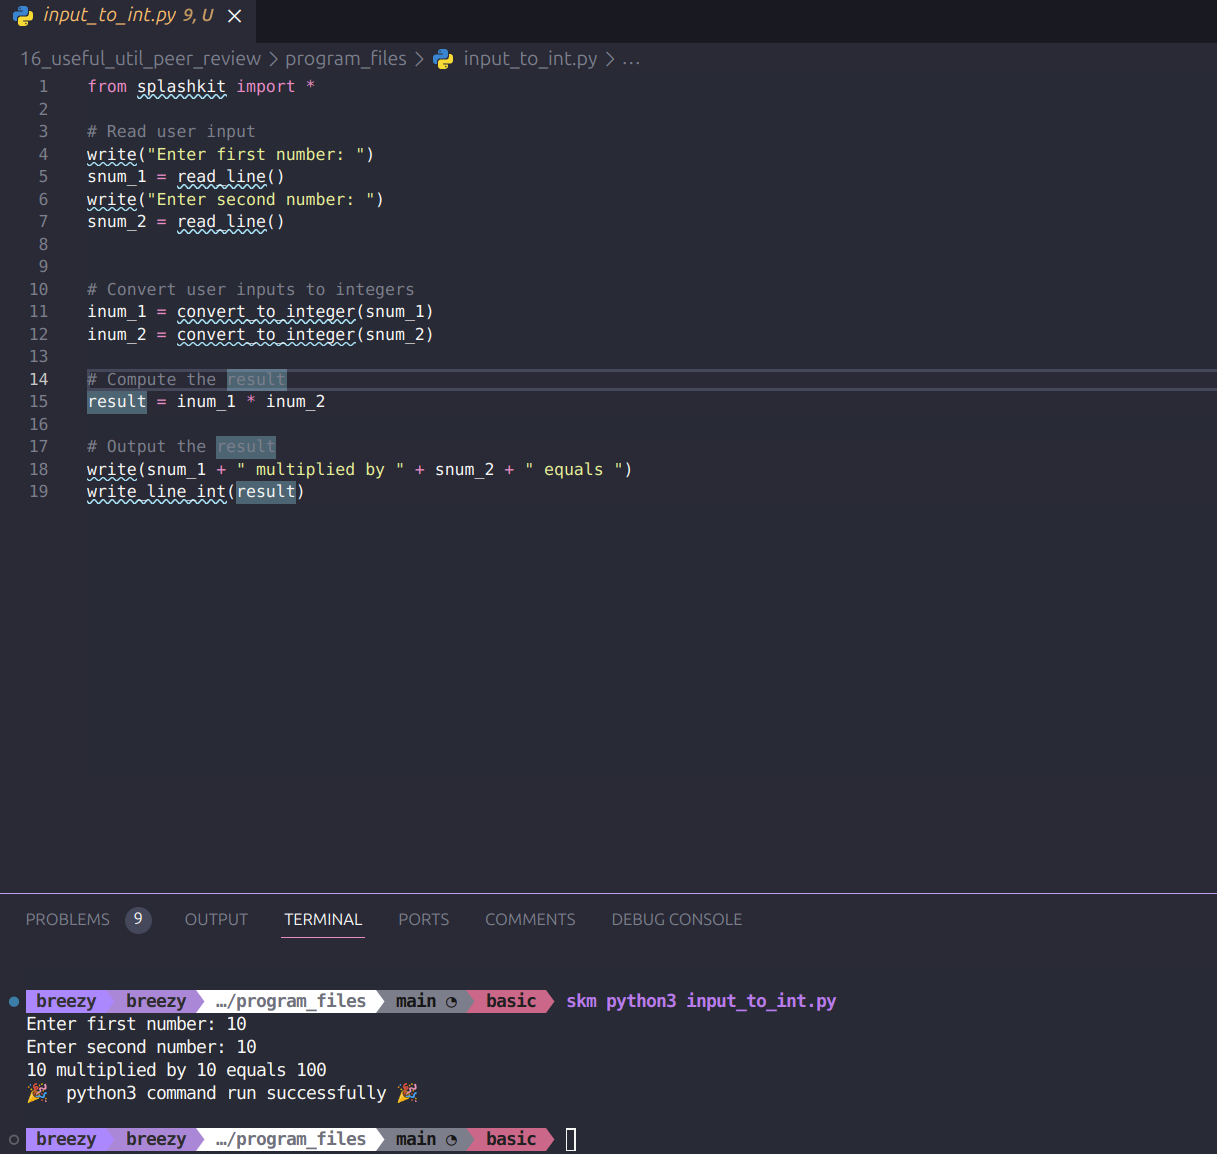 input_to_int.py 9, U
16_useful_util_peer_review > program_files > input_to_int.py > ...
1 from splashkit import *
2
3 # Read user input
4 write("Enter first number: ")
5 snum_1 = read_line()
6 write("Enter second number: ")
7 snum_2 = read_line()
8
9
10 # Convert user inputs to integers
11 inum_1 = convert_to_integer(snum_1)
12 inum_2 = convert_to_integer(snum_2)
13
14 # Compute the result
15 result = inum_1 * inum_2
16
17 # Output the result
18 write(snum_1 + " multiplied by " + snum_2 + " equals ")
19 write_line_int(result)
PROBLEMS 9 OUTPUT TERMINAL PORTS COMMENTS DEBUG CONSOLE
breezy breezy …/program_files main basic skm python3 input_to_int.py
Enter first number: 10
Enter second number: 10
10 multiplied by 10 equals 100
🎉 python3 command run successfully 🎉
breezy breezy …/program_files main basic